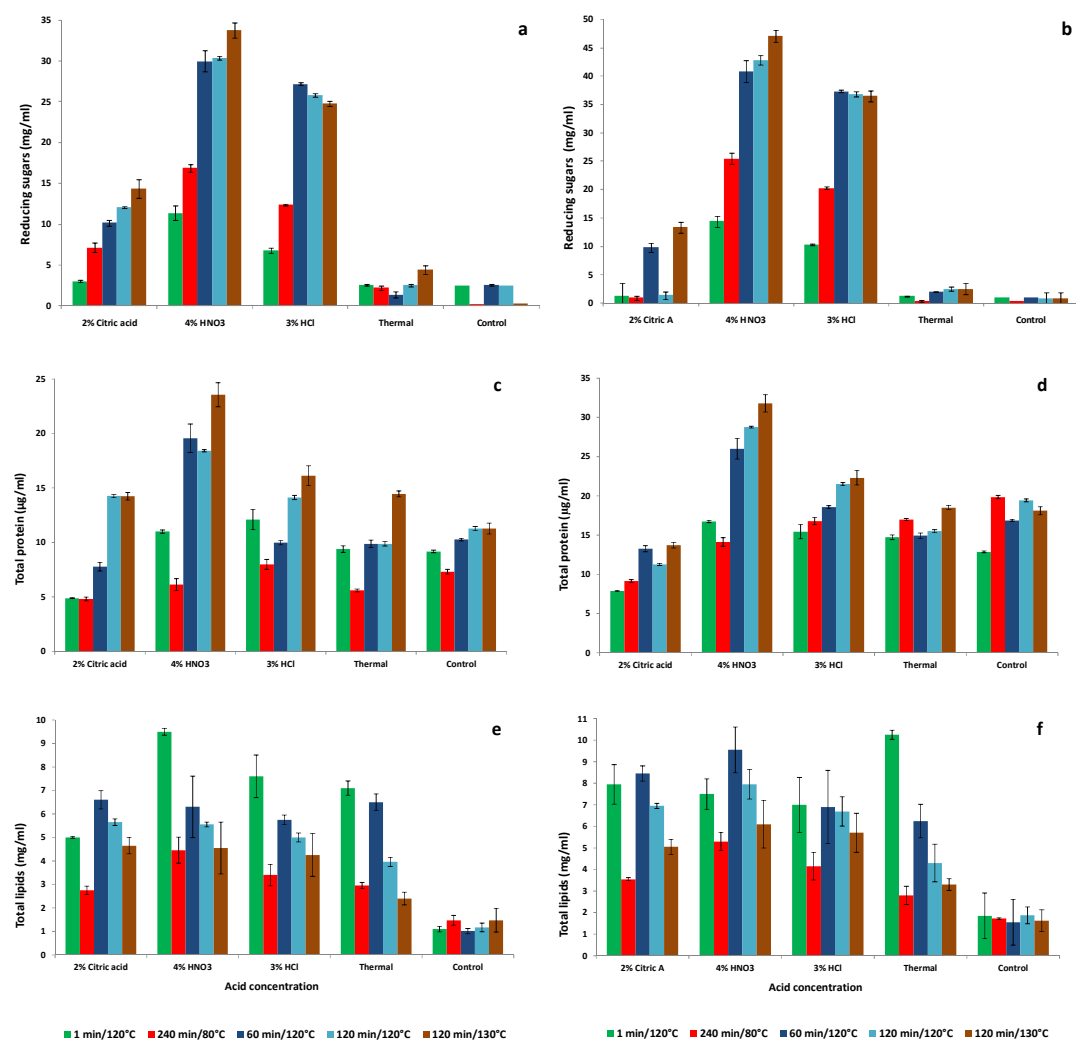 a
Reducing sugars (mg/ml)
35
30
25
20
15
10
5
0
2% Citric acid 4% HNO3 3% HCl Thermal Control
b
Reducing sugars (mg/ml)
50
45
40
35
30
25
20
15
10
5
0
2% Citric A 4% HNO3 3% HCl Thermal Control
c
Total protein (µg/ml)
25
20
15
10
5
0
2% Citric acid 4% HNO3 3% HCl Thermal Control
d
Total protein (µg/ml)
35
30
25
20
15
10
5
0
2% Citric acid 4% HNO3 3% HCl Thermal Control
e
Total lipids (mg/ml)
10
9
8
7
6
5
4
3
2
1
0
2% Citric acid 4% HNO3 3% HCl Thermal Control
Acid concentration
1 min/120°C 240 min/80°C 60 min/120°C 120 min/120°C 120 min/130°C
f
Total lipids (mg/ml)
11
10
9
8
7
6
5
4
3
2
1
0
2% Citric A 4% HNO3 3% HCl Thermal Control
Acid concentration
1 min/120°C 240 min/80°C 60 min/120°C 120 min/120°C 120 min/130°C